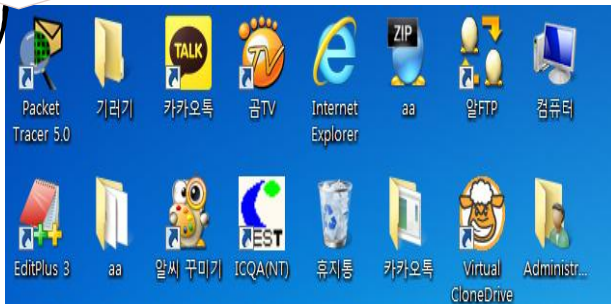 TALK
TV
ZIP
Packet Tracer 5.0
기러기
카카오톡
곰TV
Internet Explorer
aa
알FTP
컴퓨터
EST
EditPlus 3
aa
알씨 꾸미기
ICQA(NT)
휴지통
카카오톡
Virtual CloneDrive
Administr...